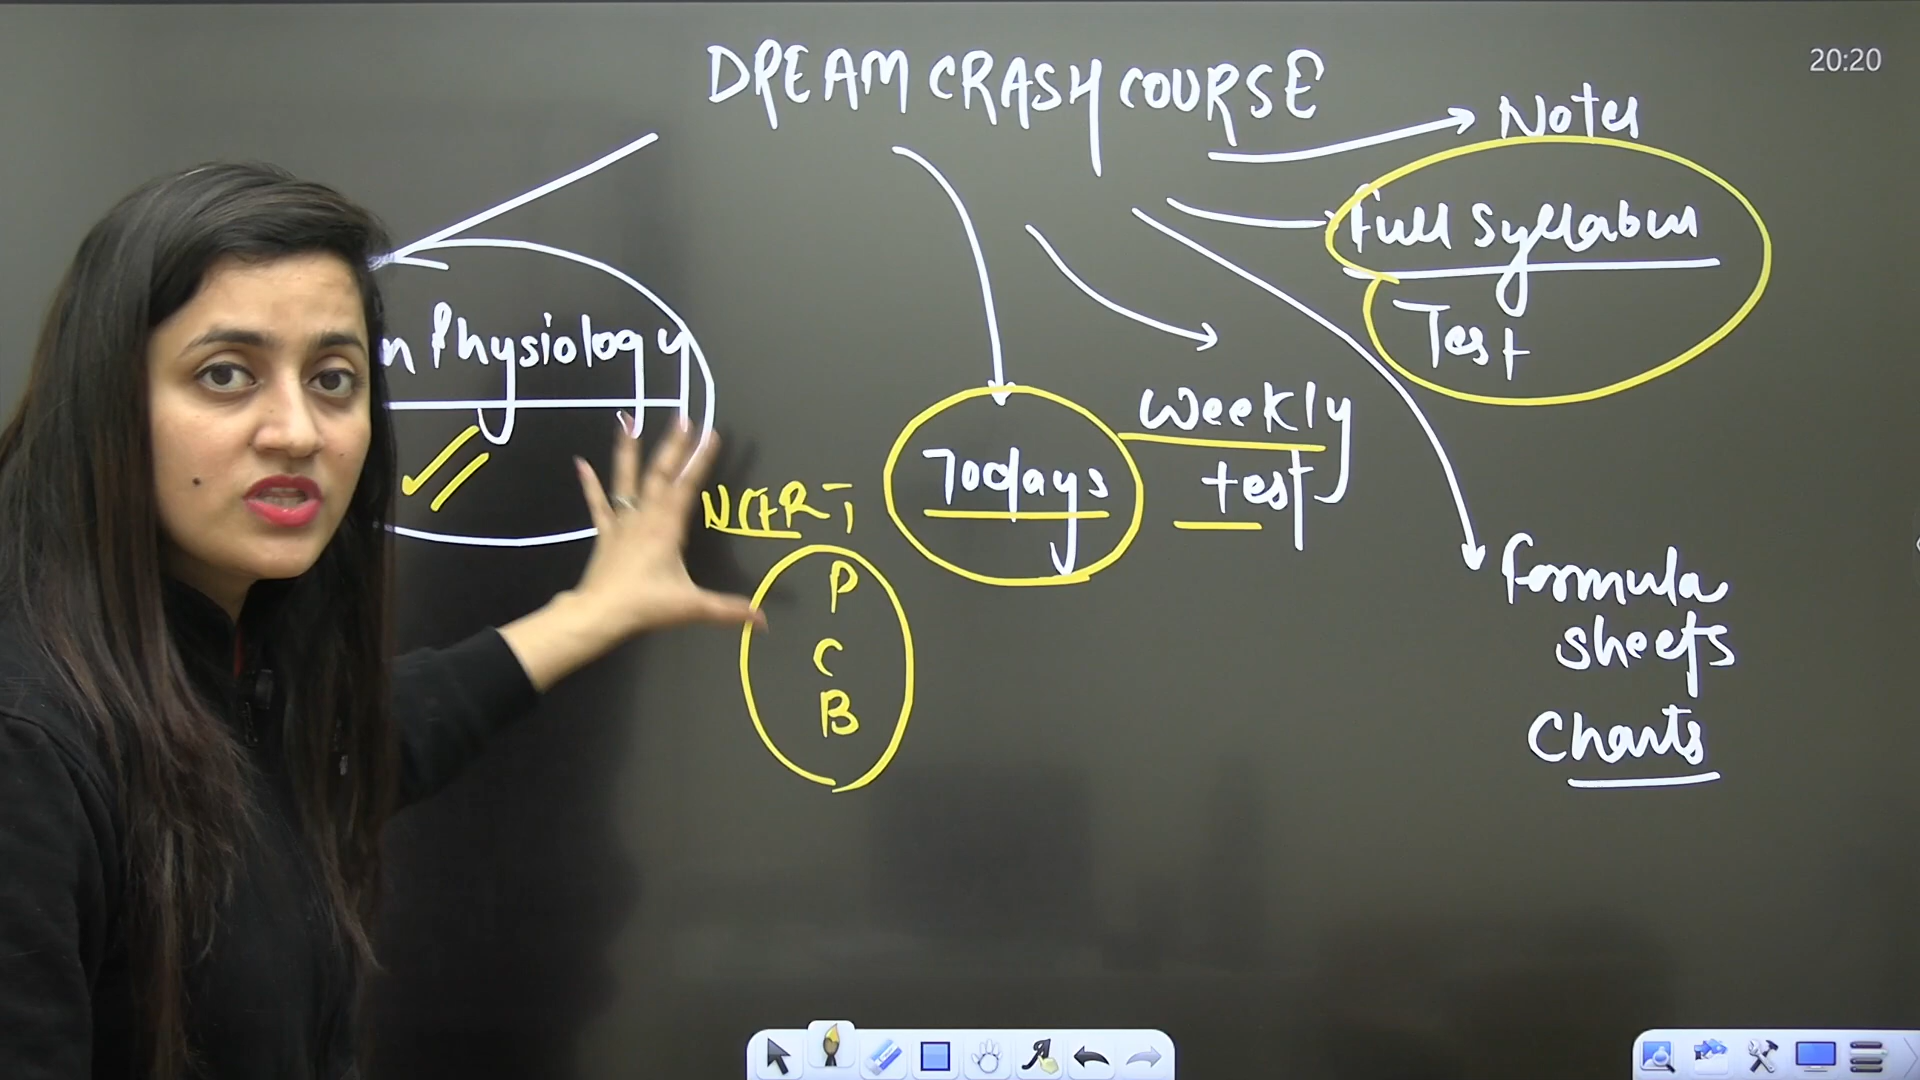 DREAM CRASH COURSE
20:20
Notes
Full Syllabus
Test
n Physiology
Weekly
test
70days
NCERT
P
C
B
Formula
sheets
Charts